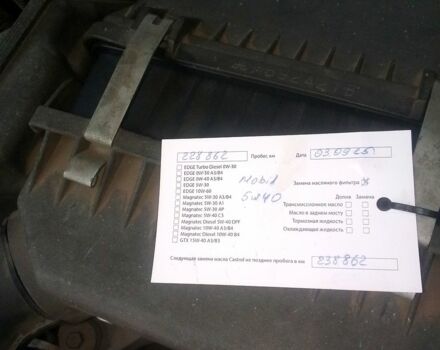 228862 Пробег, км Дата 03.09.25
EDGE Turbo Diesel 0W-30
EDGE 0W-30 A3/B4
EDGE 0W-40 A3/B4
EDGE 5W-30
EDGE 10W-60
Magnatec 5W-30 A3/B4
Magnatec 5W-30 A1
Magnatec 5W-30 AP
Magnatec 5W-40 C3
Magnatec Diesel 5W-40 DPF
Magnatec 10W-40 A3/B4
Magnatec Diesel 10W-40 B4
GTX 15W-40 A3/B3
Mobil
5w40
Замена масляного фильтра
Долив Замена
Трансмиссионное масло
Масло в заднем мосту
Тормозная жидкость
Охлаждающая жидкость
Следующая замена масла Castrol не позднее пробега в км 238862